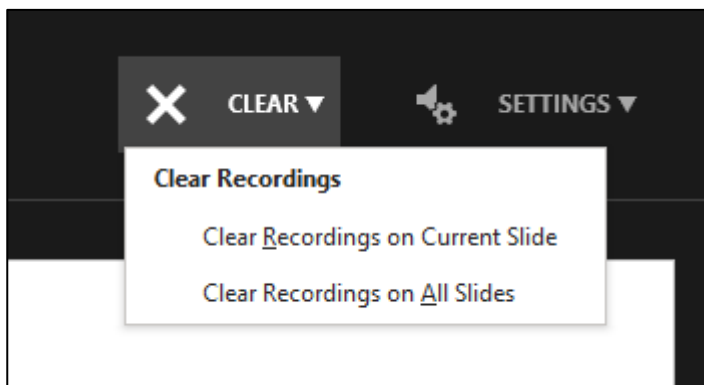 CLEAR ▼ SETTINGS ▼
Clear Recordings
Clear Recordings on Current Slide
Clear Recordings on All Slides